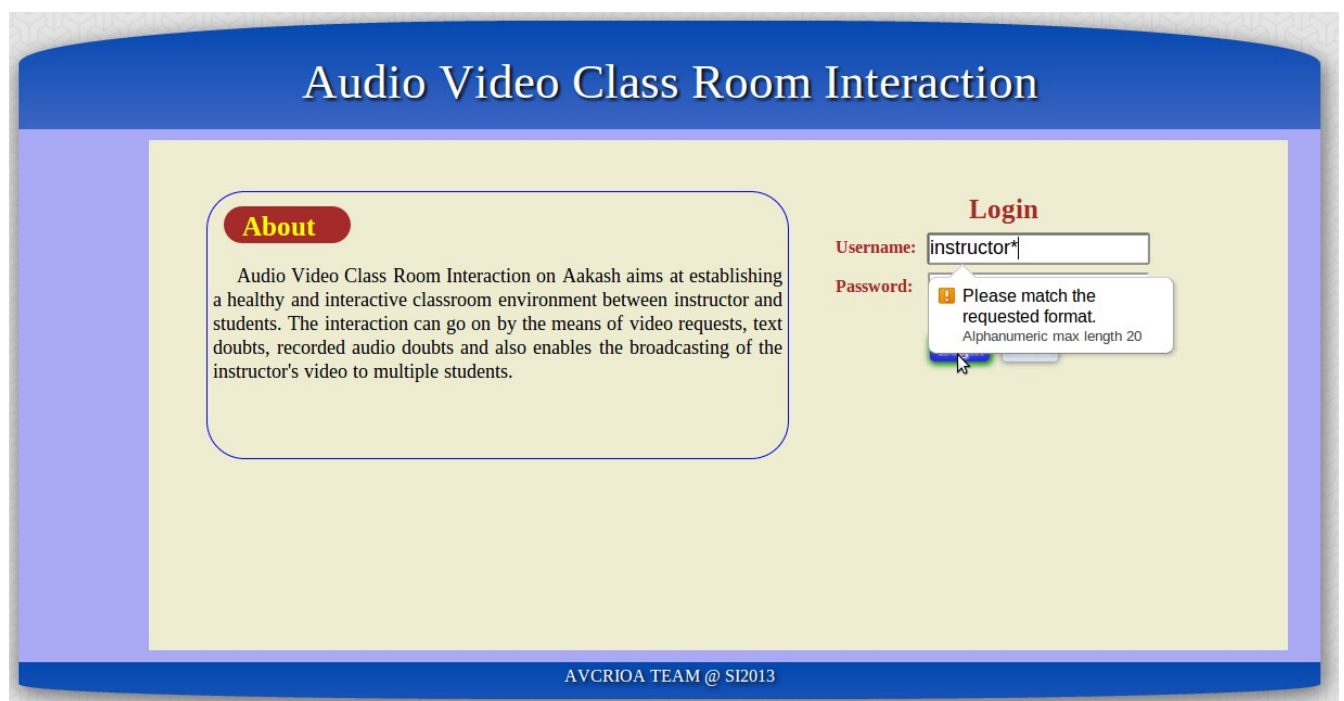 Audio Video Class Room Interaction
About
Audio Video Class Room Interaction on Aakash aims at establishing
a healthy and interactive classroom environment between instructor and
students. The interaction can go on by the means of video requests, text
doubts, recorded audio doubts and also enables the broadcasting of the
instructor's video to multiple students.
Login
Username: instructor*
Password:
Please match the
requested format.
Alphanumeric max length 20
AVCRIOA TEAM @ SI2013